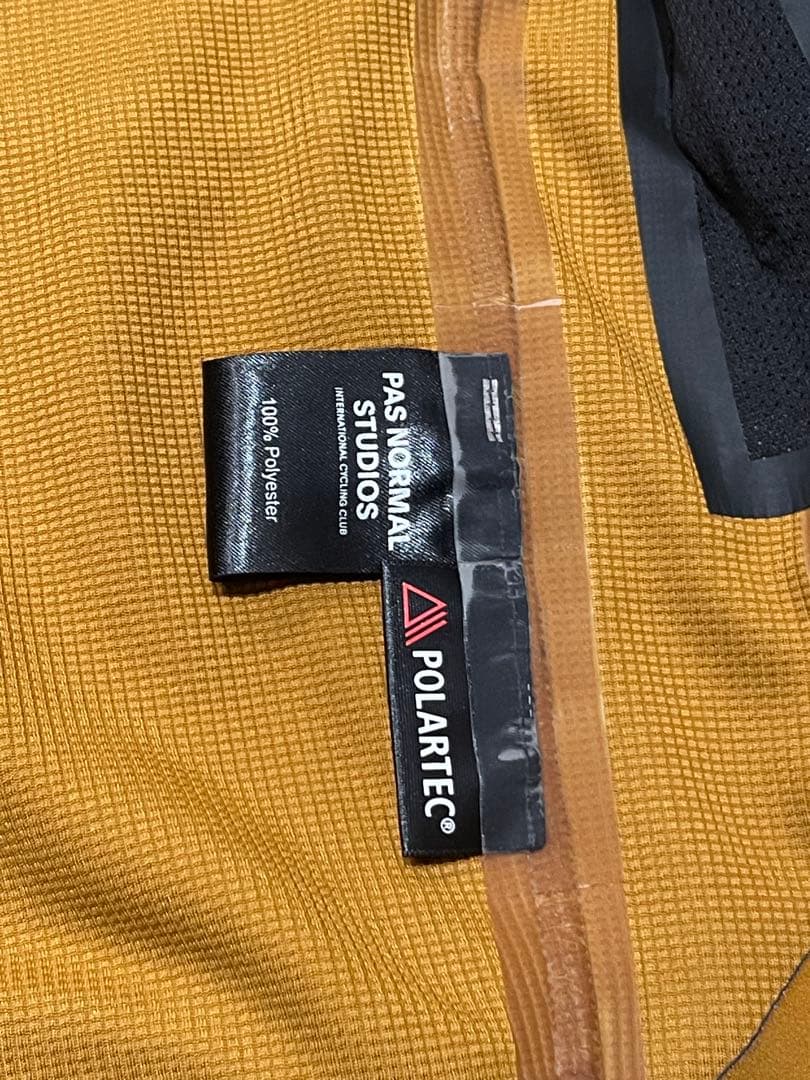 PAS NORMAL
STUDIOS
INTERNATIONAL CYCLING CLUB
100% Polyester
POLARTEC®